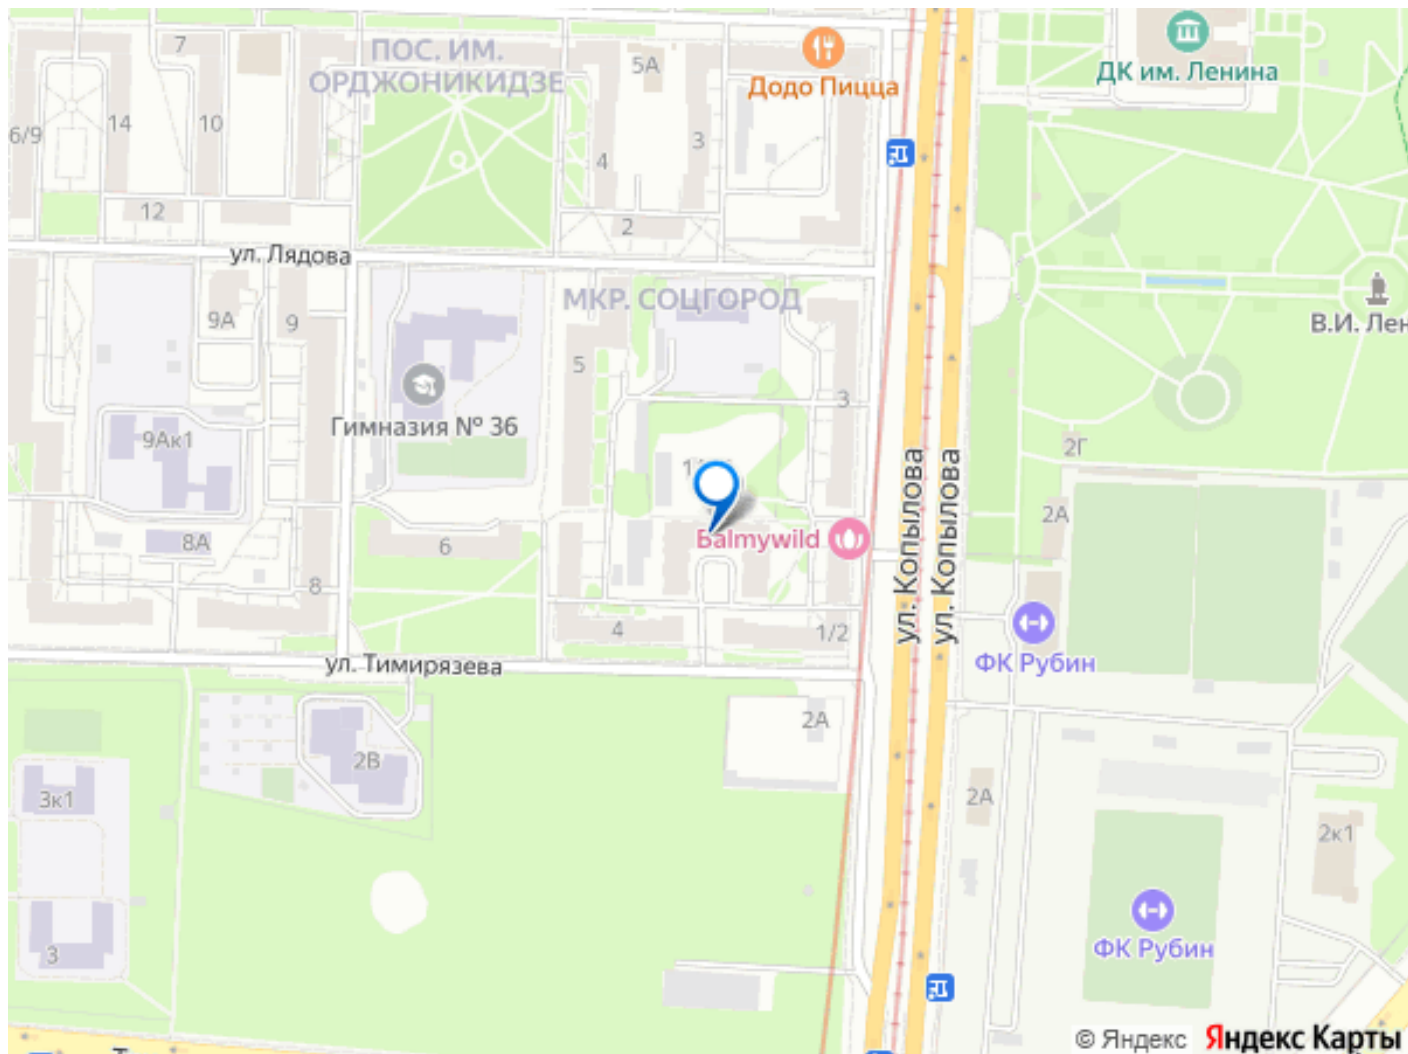 7
ПОС. ИМ.
ОРДЖОНИКИДЗЕ
5А
Додо Пицца
ДК им. Ленина
6/9
14
10
4
3
12
2
ул. Лядова
МКР. СОЦГОРОД
В.И. Лен
9А
9
5
3
Гимназия № 36
9Ак1
2Г
2А
ул. Копылова
ул. Копылова
8А
6
Balmywild
8
4
1/2
ФК Рубин
ул. Тимирязева
2А
2В
3к1
2А
2к1
3
ФК Рубин
© Яндекс
Яндекс Карты